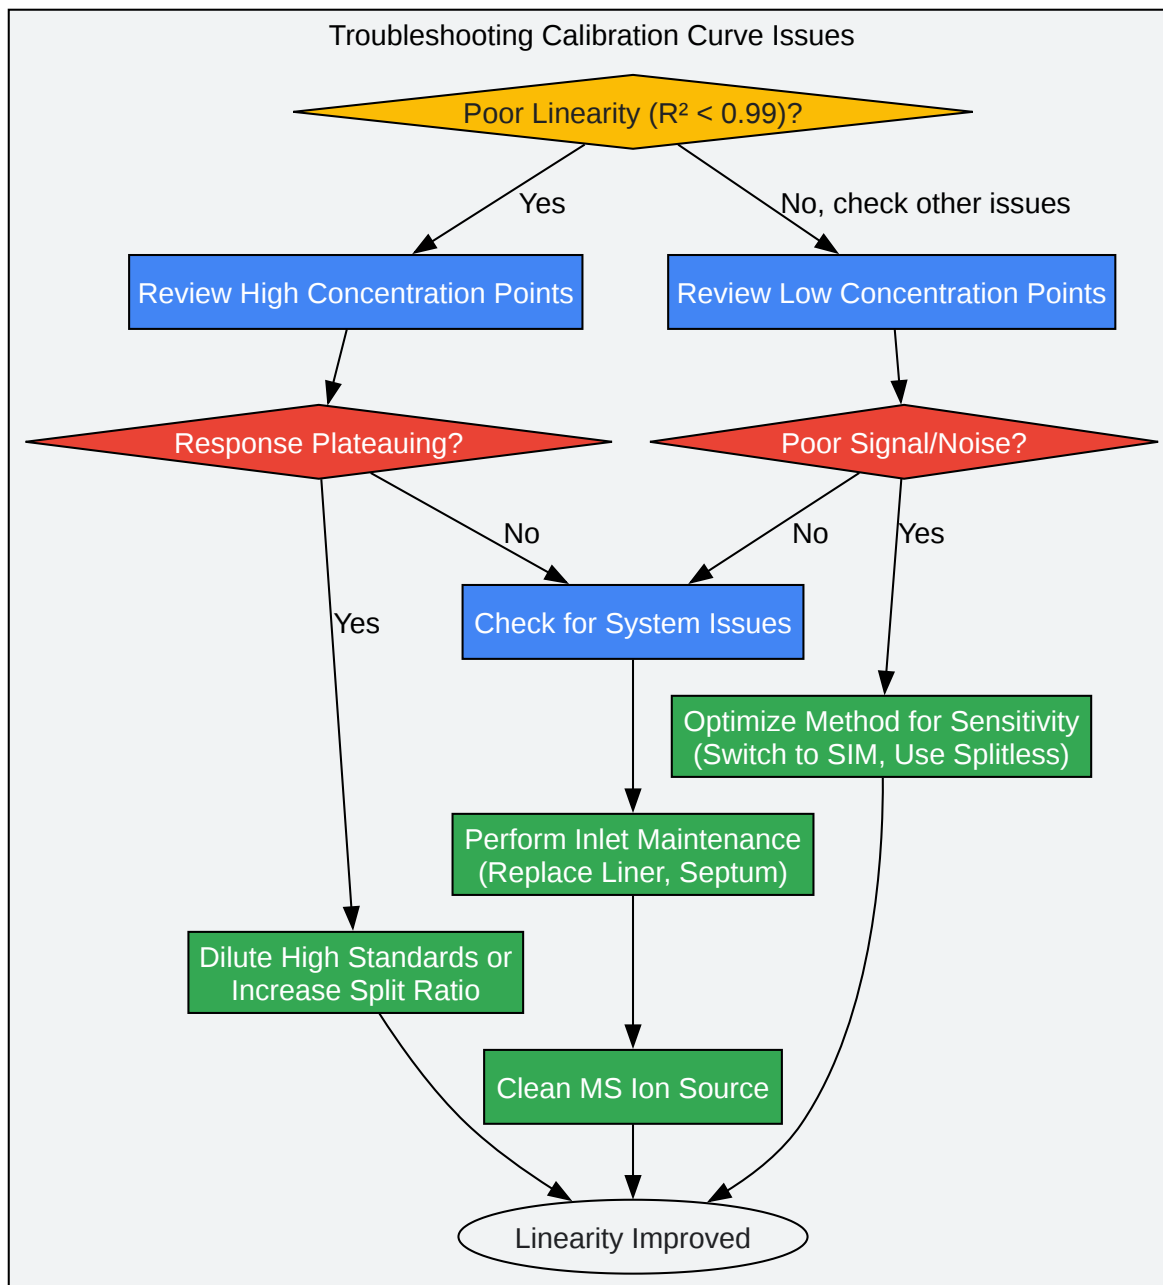 Troubleshooting Calibration Curve Issues
Poor Linearity (R² < 0.99)?
Yes
No, check other issues
Review High Concentration Points
Review Low Concentration Points
Response Plateauing?
Poor Signal/Noise?
No
No
Yes
Yes
Check for System Issues
Optimize Method for Sensitivity
(Switch to SIM, Use Splitless)
Perform Inlet Maintenance
(Replace Liner, Septum)
Dilute High Standards or
Increase Split Ratio
Clean MS Ion Source
Linearity Improved